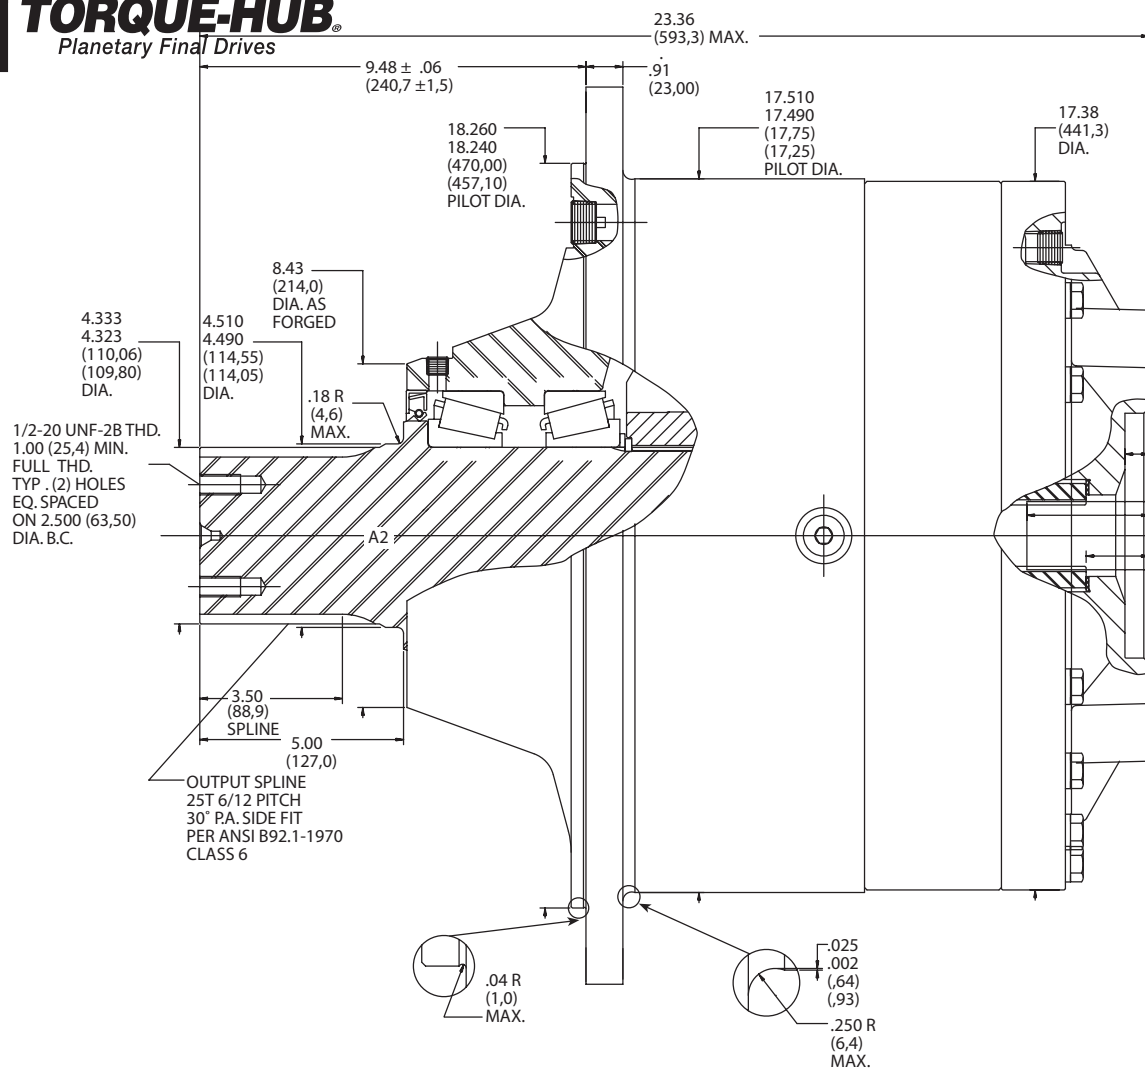 TORQUE-HUB®
Planetary Final Drives
23.36
(593,3) MAX.
9.48 ± .06
(240,7 ±1,5)
.91
(23,00)
17.510
17.490
(17,75)
(17,25)
PILOT DIA.
17.38
(441,3)
DIA.
18.260
18.240
(470,00)
(457,10)
PILOT DIA.
8.43
(214,0)
DIA. AS
FORGED
4.333
4.323
(110,06)
(109,80)
DIA.
4.510
4.490
(114,55)
(114,05)
DIA.
.18 R
(4,6)
MAX.
1/2-20 UNF-2B THD.
1.00 (25,4) MIN.
FULL THD.
TYP . (2) HOLES
EQ. SPACED
ON 2.500 (63,50)
DIA. B.C.
A2
3.50
(88,9)
SPLINE
5.00
(127,0)
OUTPUT SPLINE
25T 6/12 PITCH
30° P.A. SIDE FIT
PER ANSI B92.1-1970
CLASS 6
.04 R
(1,0)
MAX.
.025
.002
(,64)
(,93)
.250 R
(6,4)
MAX.